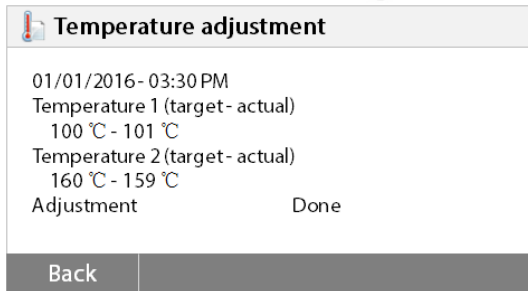 Temperature adjustment
01/01/2016 - 03:30 PM
Temperature 1 (target - actual)
100 ℃ - 101 ℃
Temperature 2 (target - actual)
160 ℃ - 159 ℃
Adjustment Done
Back